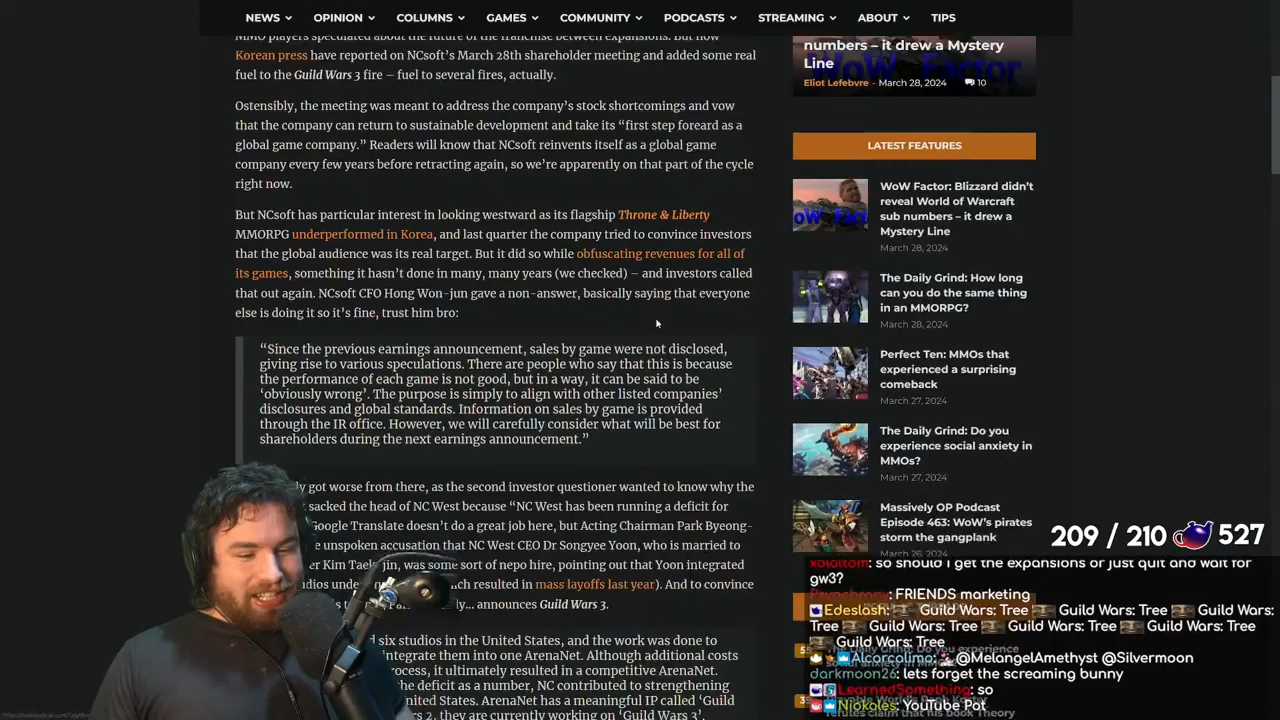 NEWS OPINION COLUMNS GAMES COMMUNITY PODCASTS STREAMING ABOUT TIPS
MMO players speculated about the future of the franchise between expansions. But now
Korean press have reported on NCsoft's March 28th shareholder meeting and added some real
fuel to the Guild Wars 3 fire – fuel to several fires, actually.
Ostensibly, the meeting was meant to address the company's stock shortcomings and vow
that the company can return to sustainable development and take its "first step foreard as a
global game company." Readers will know that NCsoft reinvents itself as a global game
company every few years before retracting again, so we're apparently on that part of the cycle
right now.
But NCsoft has particular interest in looking westward as its flagship Throne & Liberty
MMORPG underperformed in Korea, and last quarter the company tried to convince investors
that the global audience was its real target. But it did so while obfuscating revenues for all of
its games, something it hasn't done in many, many years (we checked) – and investors called
that out again. NCsoft CFO Hong Won-jun gave a non-answer, basically saying that everyone
else is doing it so it's fine, trust him bro:
"Since the previous earnings announcement, sales by game were not disclosed,
giving rise to various speculations. There are people who say that this is because
the performance of each game is not good, but in a way, it can be said to be
'obviously wrong'. The purpose is simply to align with other listed companies'
disclosures and global standards. Information on sales by game is provided
through the IR office. However, we will carefully consider what will be best for
shareholders during the next earnings announcement."
got worse from there, as the second investor questioner wanted to know why the
sacked the head of NC West because "NC West has been running a deficit for
Google Translate doesn't do a great job here, but Acting Chairman Park Byeong-
unspoken accusation that NC West CEO Dr Songyee Yoon, who is married to
Kim Taek-jin, was some sort of nepo hire, pointing out that Yoon integrated
resulted in mass layoffs last year). And to convince
announces Guild Wars 3.
six studios in the United States, and the work was done to
integrate them into one ArenaNet. Although additional costs
process, it ultimately resulted in a competitive ArenaNet.
the deficit as a number, NC contributed to strengthening
ArenaNet has a meaningful IP called 'Guild
2, they are currently working on 'Guild Wars 3',
numbers – it drew a Mystery
Line
Eliot Lefebvre - March 28, 2024 10
LATEST FEATURES
WoW Factor: Blizzard didn't
reveal World of Warcraft
sub numbers – it drew a
Mystery Line
March 28, 2024
The Daily Grind: How long
can you do the same thing
in an MMORPG?
March 28, 2024
Perfect Ten: MMOs that
experienced a surprising
comeback
March 27, 2024
The Daily Grind: Do you
experience social anxiety in
MMOs?
March 27, 2024
Massively OP Podcast
Episode 463: WoW's pirates
storm the gangplank
March 26, 2024
209 / 210 527
xololtom: so should i get the expansions or just quit and wait for
gw3?
: FRIENDS marketing
Edeslash: Guild Wars: Tree Guild Wars: Tree Guild Wars:
Tree Guild Wars: Tree Guild Wars: Tree Guild Wars: Tree
Guild Wars: Tree
Alcorcalimo: @MelangelAmethyst @Silvermoon
darkmoon26: lets forget the screaming bunny
LearnedSomething: so
Niokoles: YouTube Pot